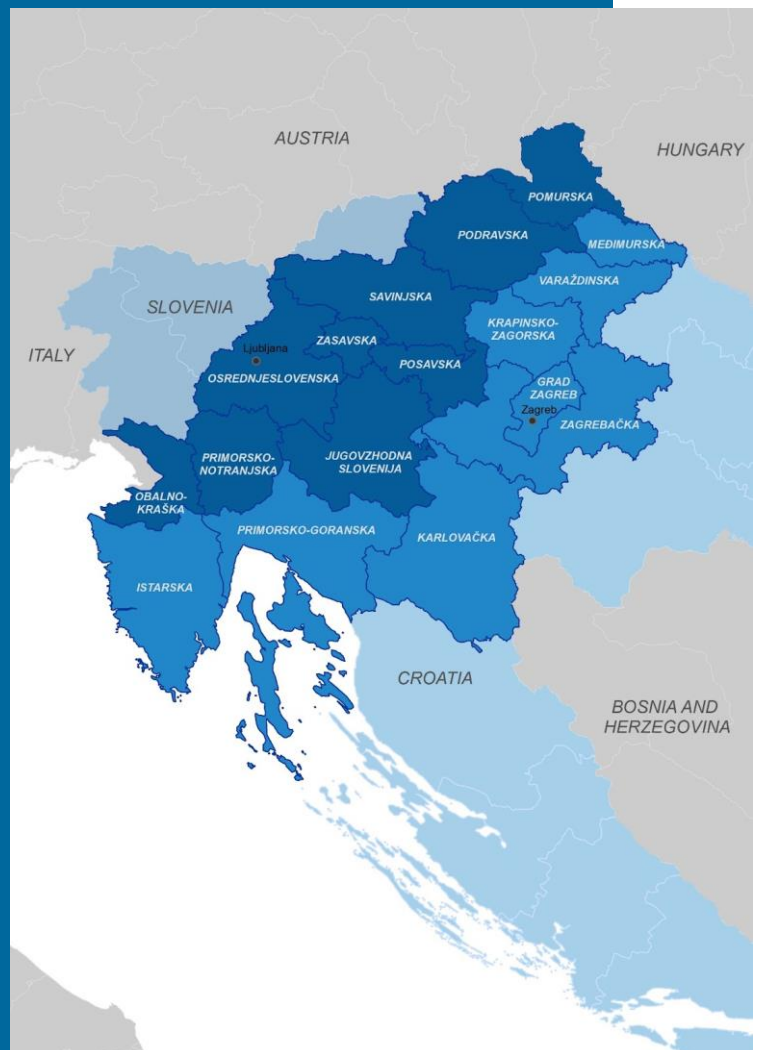 AUSTRIA
HUNGARY
POMURSKA
PODRAVSKA
MEĐIMURSKA
VARAŽDINSKA
SAVINJSKA
SLOVENIA
KRAPINSKO-
ZAGORSKA
ZASAVSKA
Ljubljana
ITALY
POSAVSKA
OSREDNJESLOVENSKA
GRAD
ZAGREB
Zagreb
ZAGREBAČKA
PRIMORSKO-
NOTRANJSKA
JUGOVZHODNA
SLOVENIJA
OBALNO-
KRAŠKA
PRIMORSKO-GORANSKA
KARLOVAČKA
ISTARSKA
CROATIA
BOSNIA AND
HERZEGOVINA